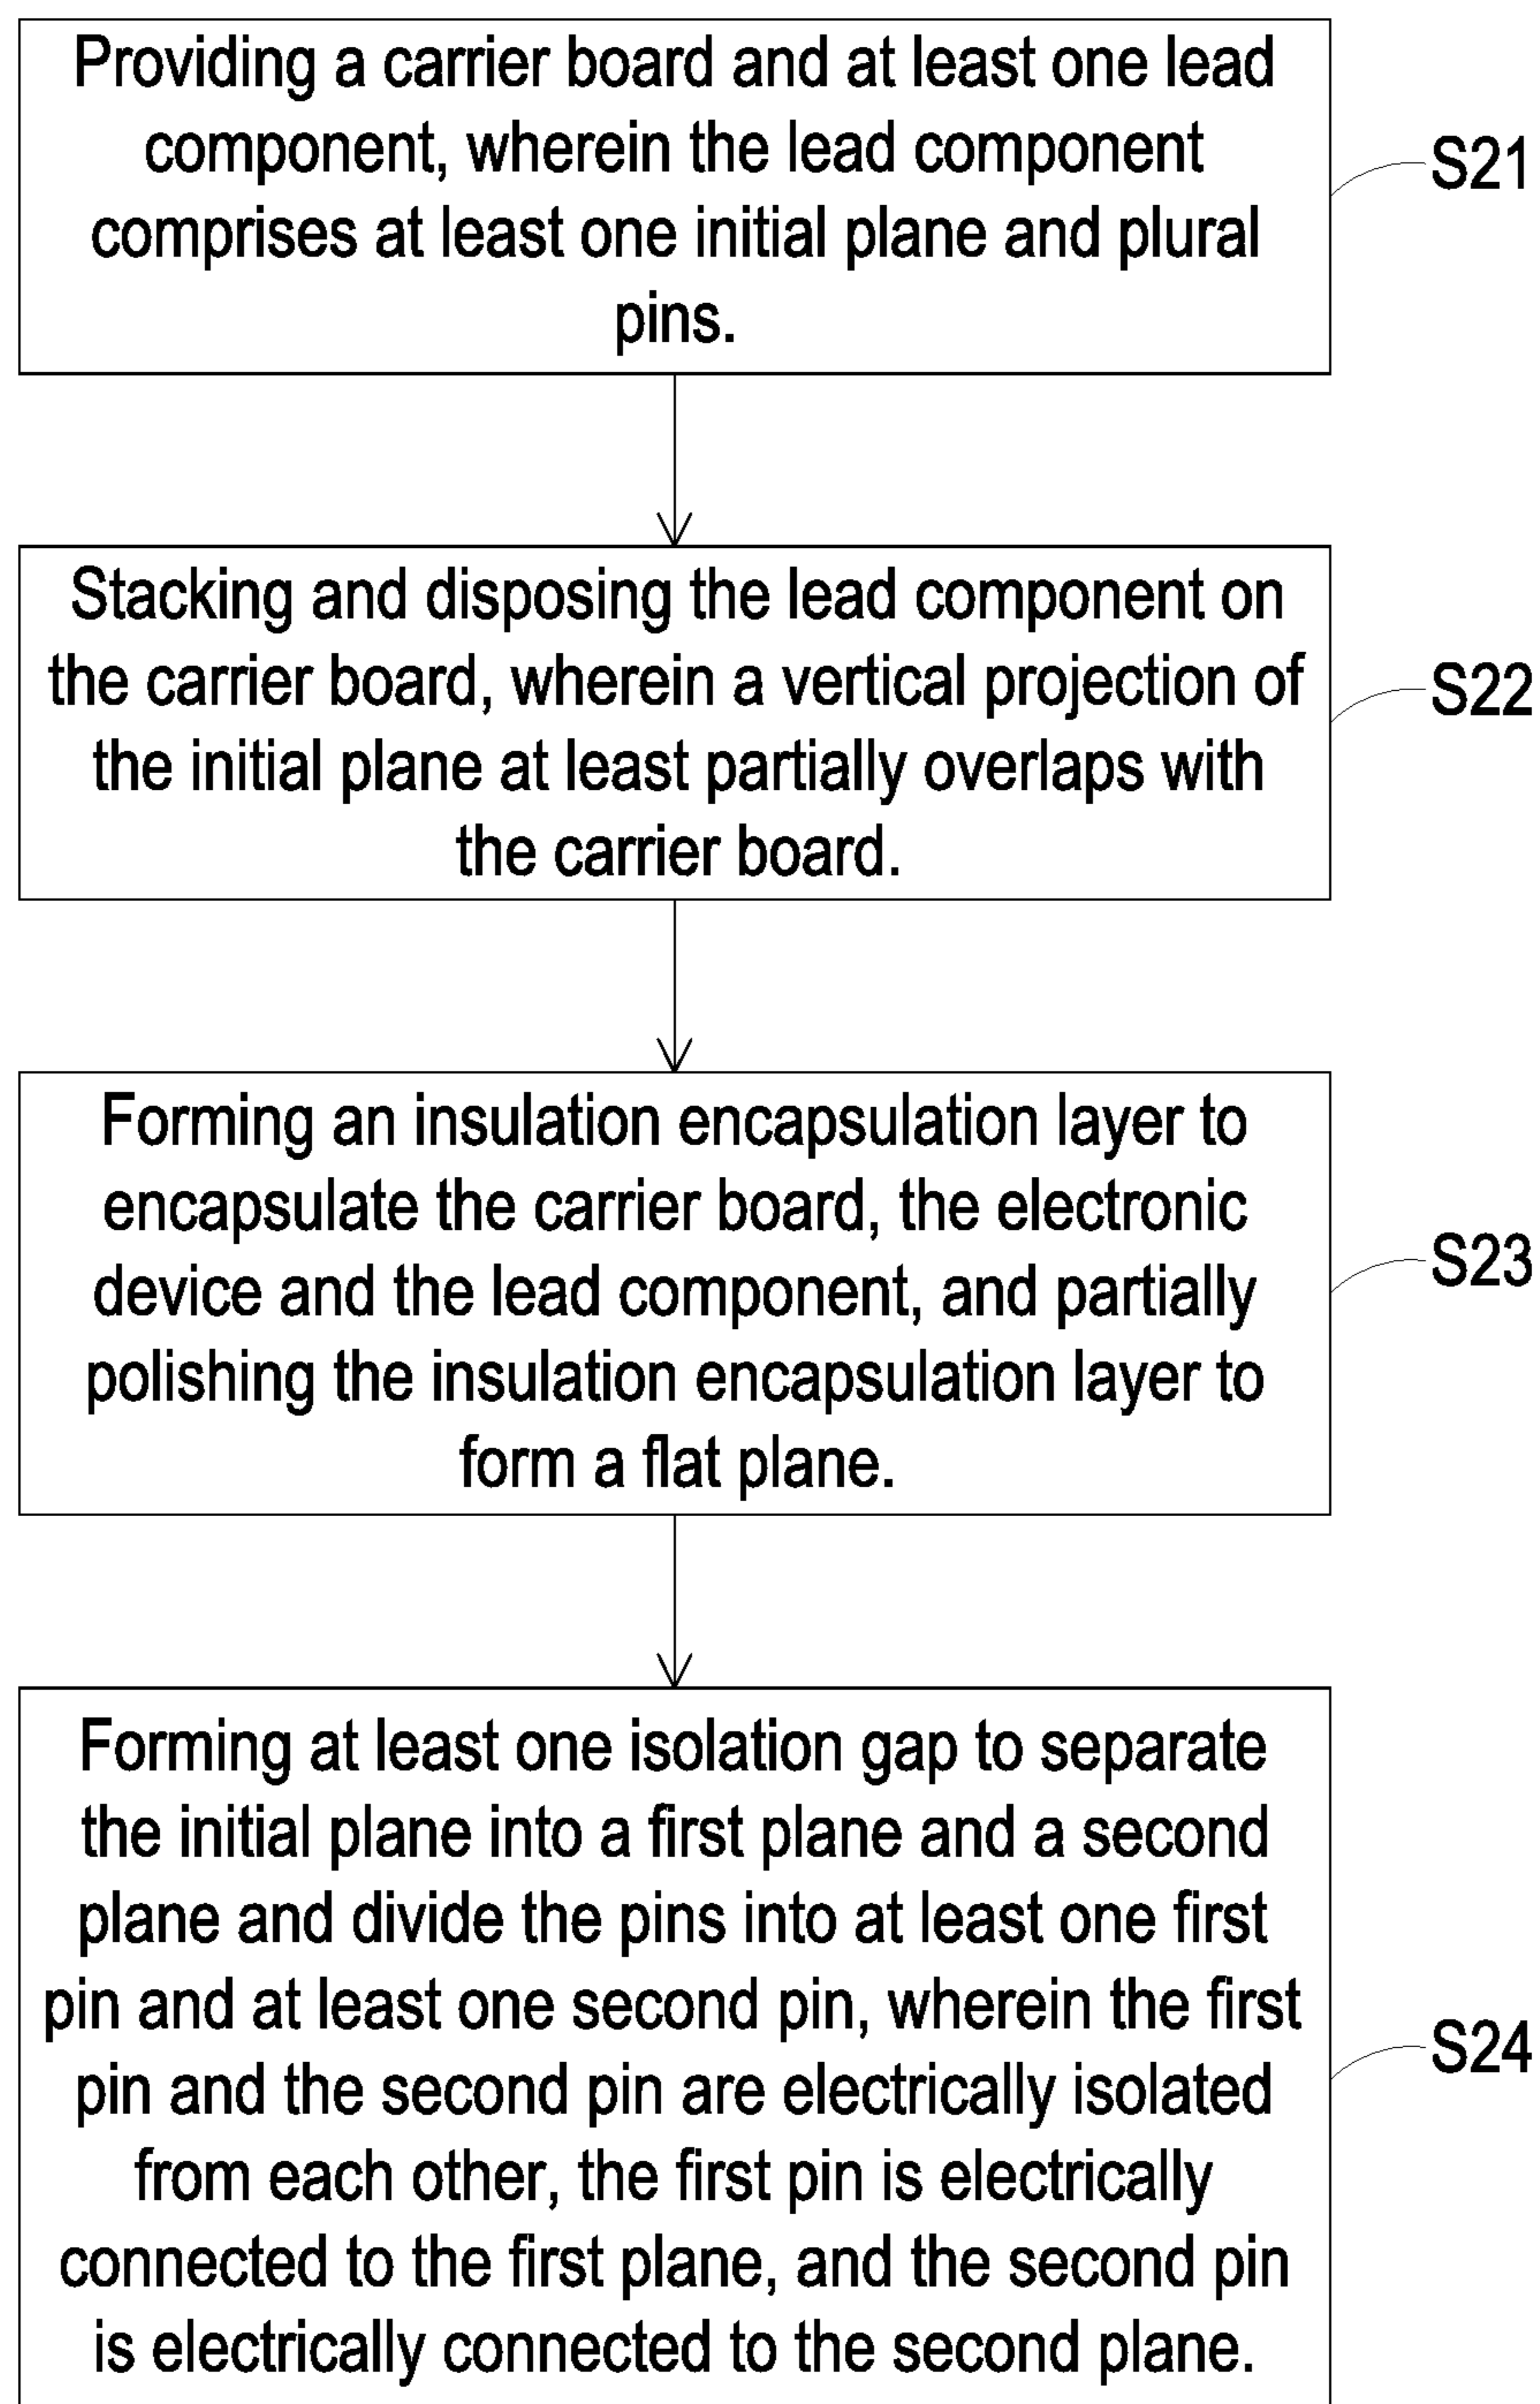 Providing a carrier board and at least one lead
component, wherein the lead component
comprises at least one initial plane and plural
pins.
S21
Stacking and disposing the lead component on
the carrier board, wherein a vertical projection of
the initial plane at least partially overlaps with
the carrier board.
S22
Forming an insulation encapsulation layer to
encapsulate the carrier board, the electronic
device and the lead component, and partially
polishing the insulation encapsulation layer to
form a flat plane.
S23
Forming at least one isolation gap to separate
the initial plane into a first plane and a second
plane and divide the pins into at least one first
pin and at least one second pin, wherein the first
pin and the second pin are electrically isolated
from each other, the first pin is electrically
connected to the first plane, and the second pin
is electrically connected to the second plane.
S24